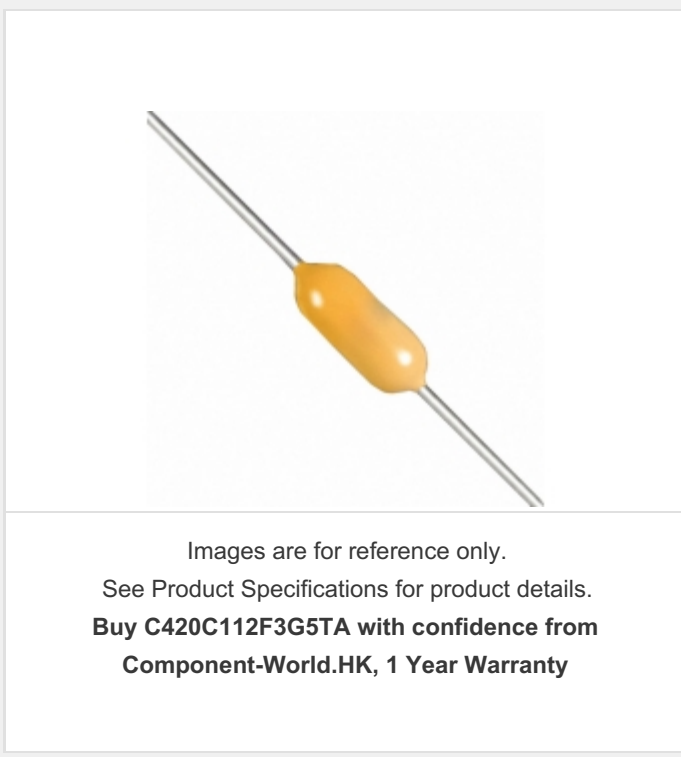 Images are for reference only.
See Product Specifications for product details.
Buy C420C112F3G5TA with confidence from
Component-World.HK, 1 Year Warranty